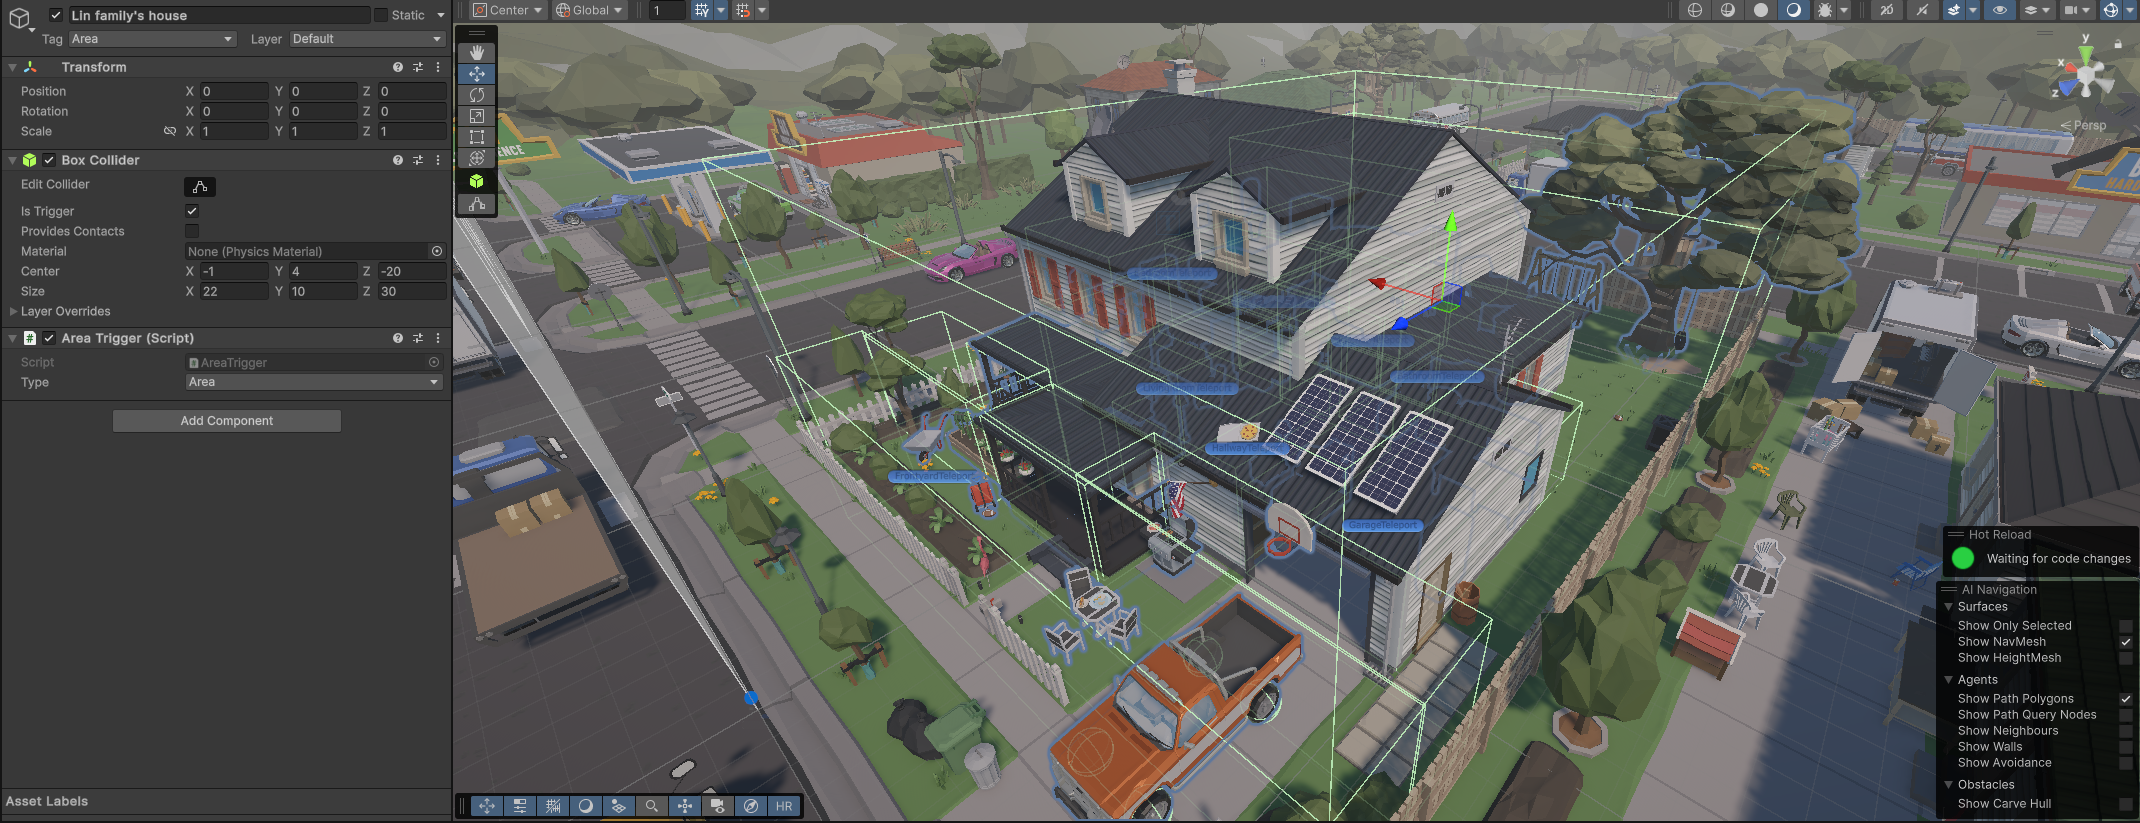 Lin family's house
Static
Tag Area Layer Default
Transform
Position X 0 Y 0 Z 0
Rotation X 0 Y 0 Z 0
Scale X 1 Y 1 Z 1
Box Collider
Edit Collider
Is Trigger
Provides Contacts
Material None (Physics Material)
Center X -1 Y 4 Z -20
Size X 22 Y 10 Z 30
Layer Overrides
Area Trigger (Script)
Script AreaTrigger
Type Area
Add Component
Asset Labels
Center Global 1
2D
y
x
z
Persp
ENCE
FrontyardTeleport
HallwayTeleport
GarageTeleport
HR
Hot Reload
Waiting for code changes
AI Navigation
Surfaces
Show Only Selected
Show NavMesh
Show HeightMesh
Agents
Show Path Polygons
Show Path Query Nodes
Show Neighbours
Show Walls
Show Avoidance
Obstacles
Show Carve Hull